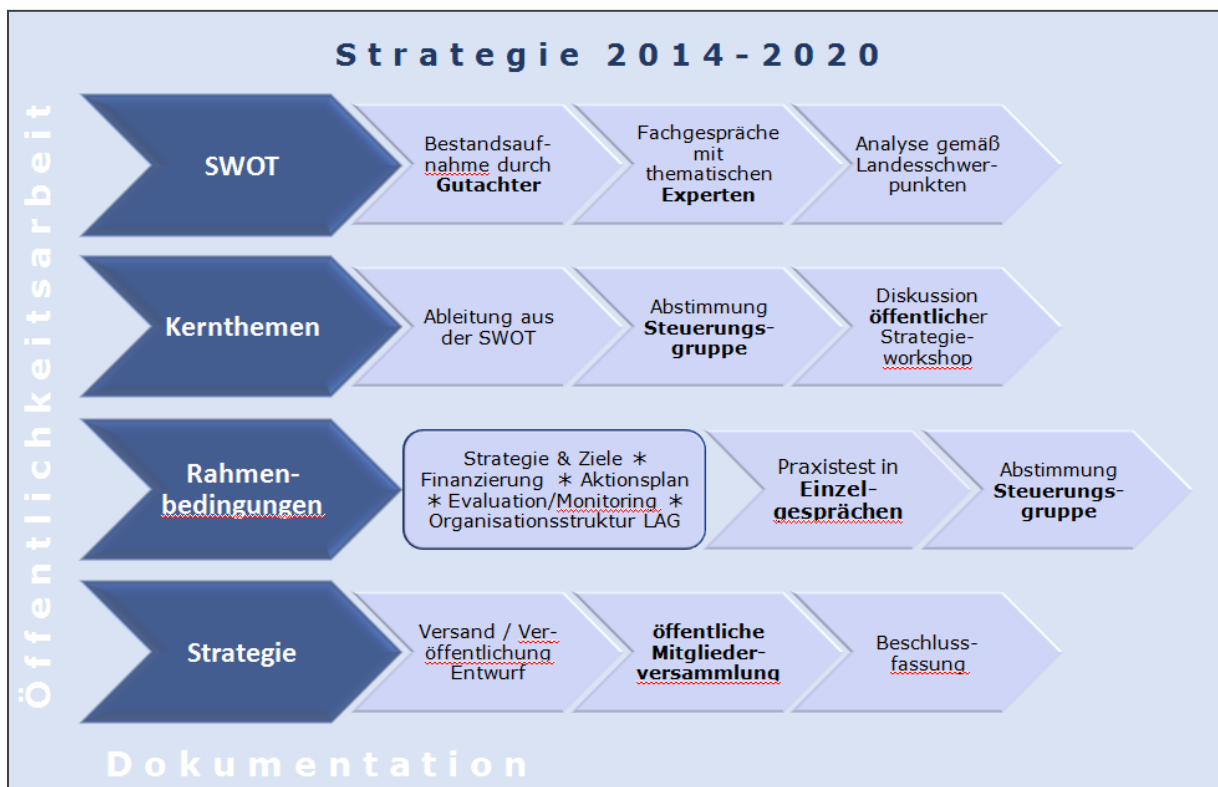 Strategie 2014-2020
Öffentlichkeitsarbeit
SWOT
Bestandsauf-
nahme durch
Gutachter
Fachgespräche
mit
thematischen
Experten
Analyse gemäß
Landesschwer-
punkten
Kernthemen
Ableitung aus
der SWOT
Abstimmung
Steuerungs-
gruppe
Diskussion
öffentlicher
Strategie-
workshop
Rahmen-
bedingungen
Strategie & Ziele ∗
Finanzierung ∗ Aktionsplan
∗ Evaluation/Monitoring ∗
Organisationsstruktur LAG
Praxistest in
Einzel-
gesprächen
Abstimmung
Steuerungs-
gruppe
Strategie
Versand / Ver-
öffentlichung
Entwurf
öffentliche
Mitglieder-
versammlung
Beschluss-
fassung
Dokumentation